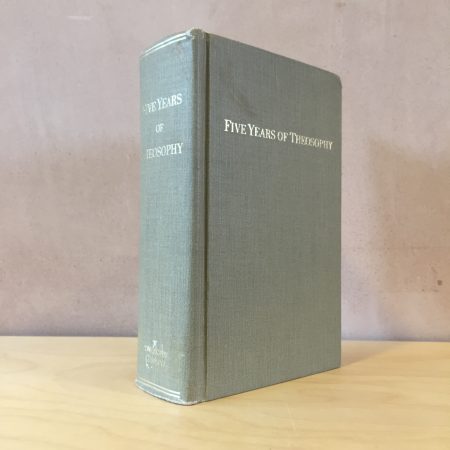 FIVE YEARS
OF
THEOSOPHY
FIVE YEARS OF THEOSOPHY